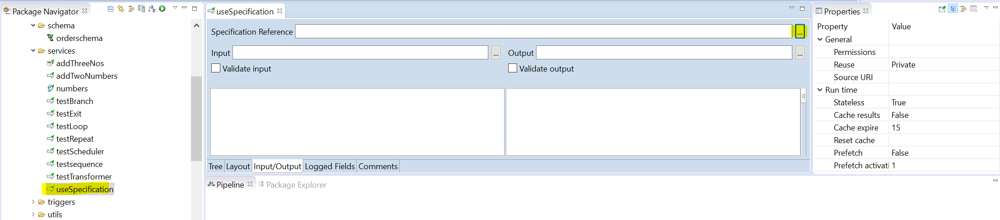 Package Navigator
schema
orderschema
services
addThreeNos
addTwoNumbers
numbers
testBranch
testExit
testLoop
testRepeat
testScheduler
testsequence
testTransformer
useSpecification
triggers
utils
useSpecification
Specification Reference ...
Input ... Output ...
Validate input Validate output
Tree Layout Input/Output Logged Fields Comments
Pipeline Package Explorer
Properties
Property Value
General
Permissions
Reuse Private
Source URI
Run time
Stateless True
Cache results False
Cache expire 15
Reset cache
Prefetch False
Prefetch activati 1